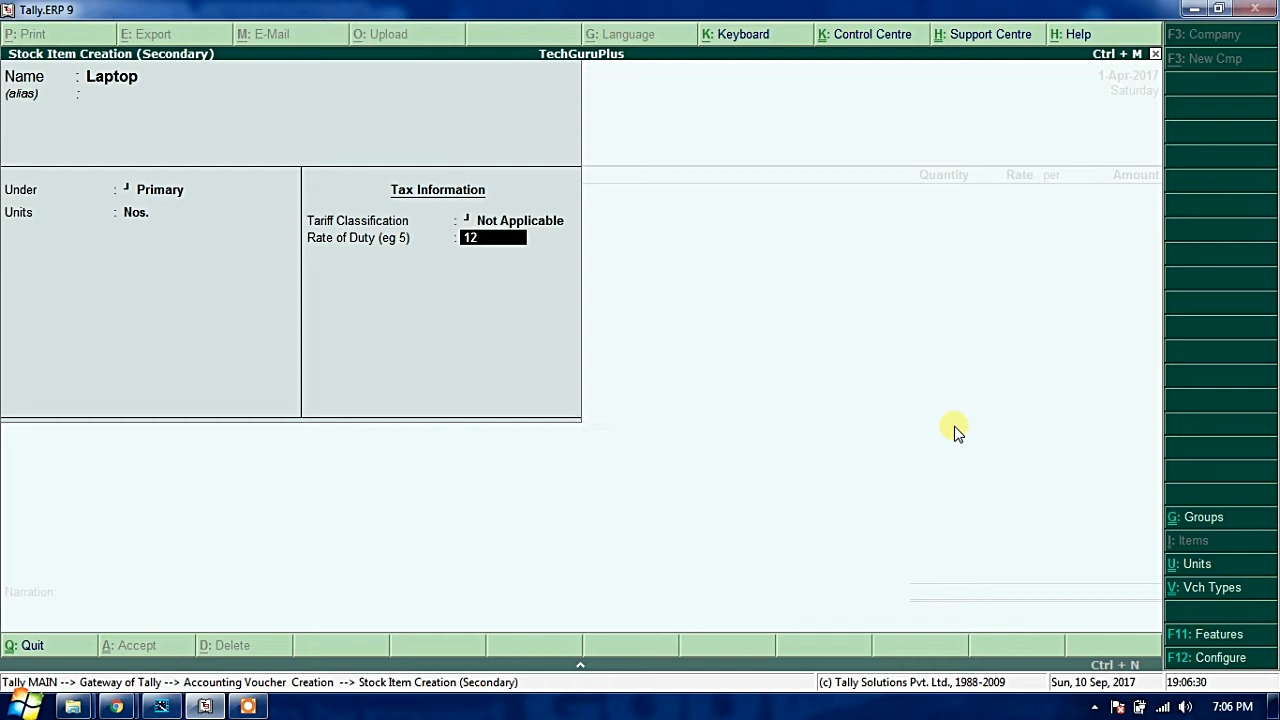 Tally.ERP 9
P: Print E: Export M: E-Mail O: Upload G: Language K: Keyboard K: Control Centre H: Support Centre H: Help F3: Company
Stock Item Creation (Secondary) TechGuruPlus Ctrl + M F3: New Cmp
Name : Laptop 1-Apr-2017
(alias) : Saturday
Quantity Rate per Amount
Under : Primary Tax Information
Units : Nos.
Tariff Classification : Not Applicable
Rate of Duty (eg 5) : 12
G: Groups
I: Items
U: Units
V: Vch Types
Narration:
F11: Features
Q: Quit A: Accept D: Delete F12: Configure
Ctrl + N
Tally MAIN --> Gateway of Tally --> Accounting Voucher Creation --> Stock Item Creation (Secondary) (c) Tally Solutions Pvt. Ltd., 1988-2009 Sun, 10 Sep, 2017 19:06:30
7:06 PM